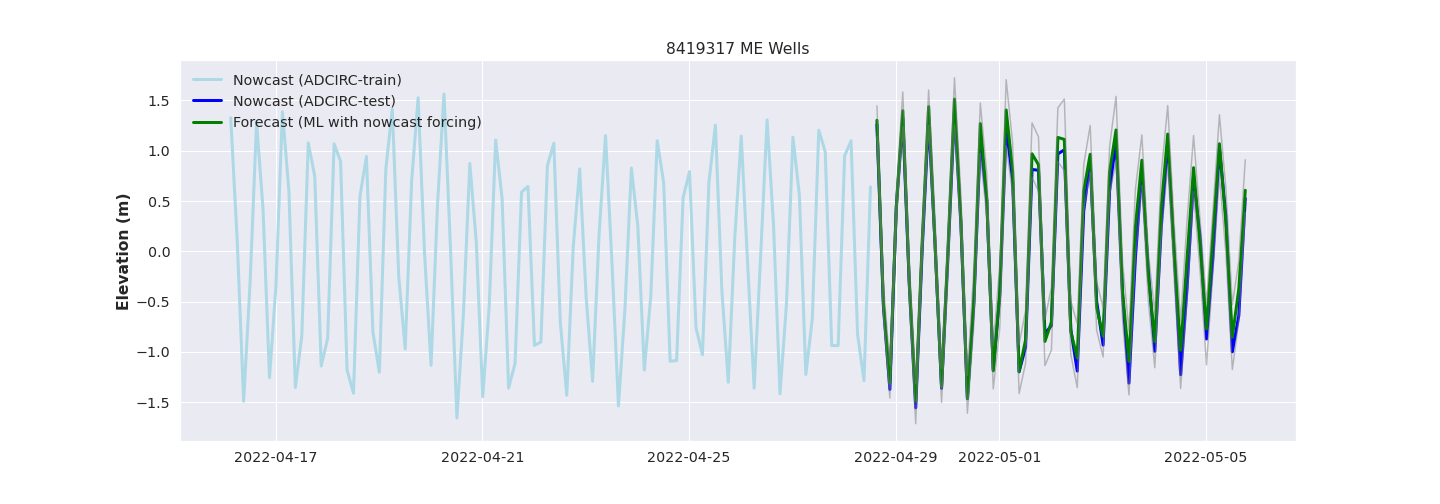 8419317 ME Wells
Nowcast (ADCIRC-train)
Nowcast (ADCIRC-test)
Forecast (ML with nowcast forcing)
Elevation (m)
1.5
1.0
0.5
0.0
−0.5
−1.0
−1.5
2022-04-17 2022-04-21 2022-04-25 2022-04-29 2022-05-01 2022-05-05